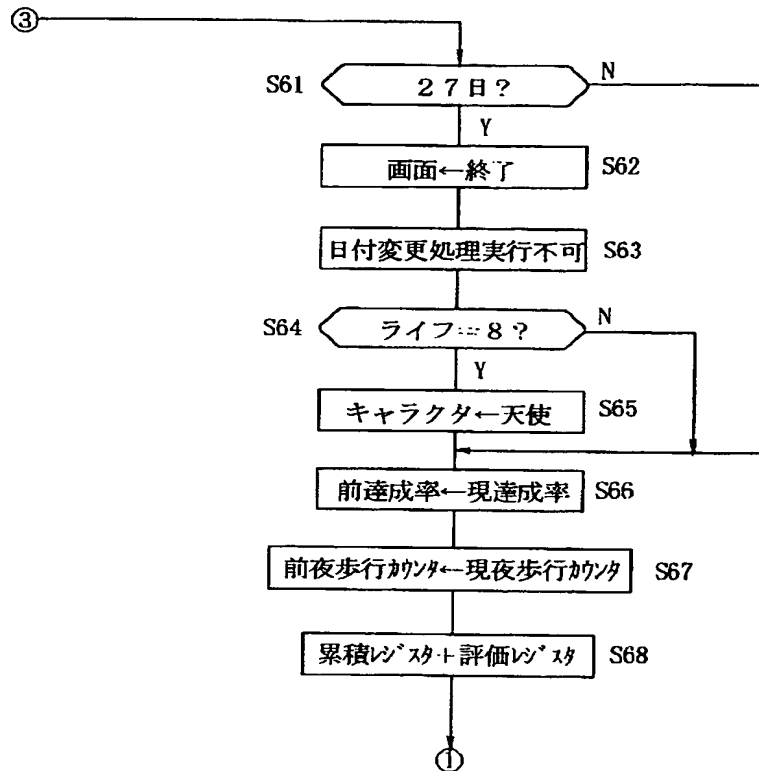 ③
S61 27日? N
Y
画面←終了 S62
日付変更処理実行不可 S63
S64 ライフ=8? N
Y
キャラクタ←天使 S65
前達成率←現達成率 S66
前夜歩行カウンタ←現夜歩行カウンタ S67
累積レジスタ+評価レジスタ S68
①